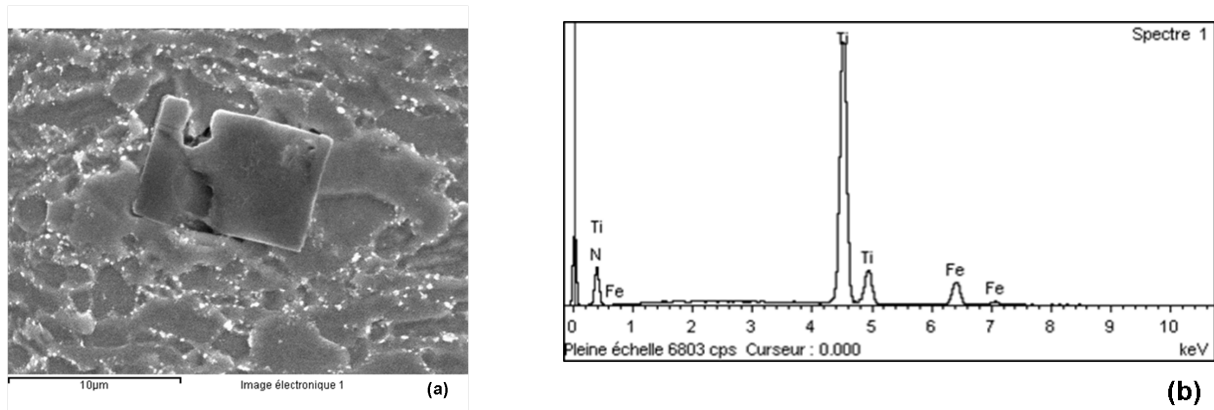 10µm Image électronique 1 (a)
Spectre 1
Ti
Ti
N
Fe
Ti
Fe
Fe
0 1 2 3 4 5 6 7 8 9 10
Pleine échelle 6803 cps Curseur : 0.000 keV
(b)